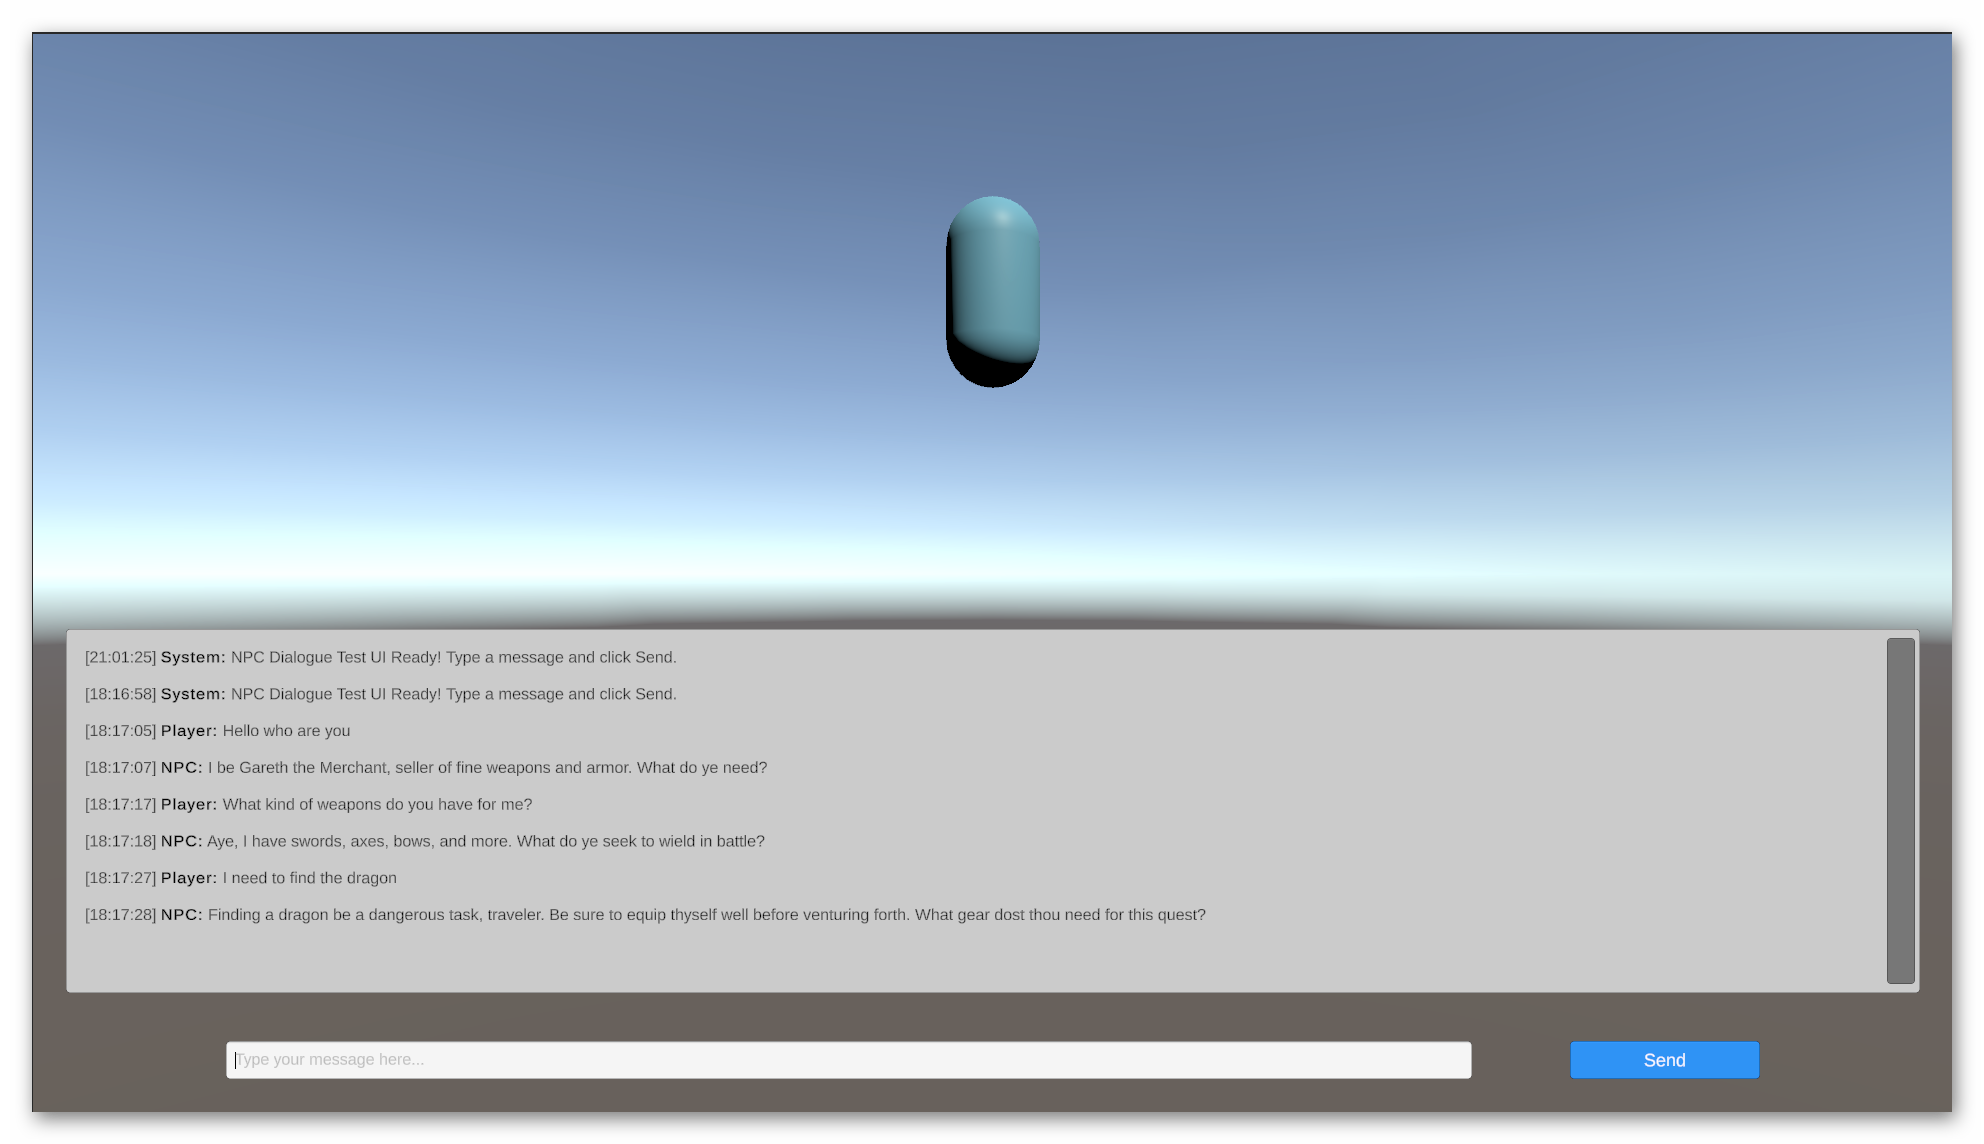 [21:01:25] System: NPC Dialogue Test UI Ready! Type a message and click Send.
[18:16:58] System: NPC Dialogue Test UI Ready! Type a message and click Send.
[18:17:05] Player: Hello who are you
[18:17:07] NPC: I be Gareth the Merchant, seller of fine weapons and armor. What do ye need?
[18:17:17] Player: What kind of weapons do you have for me?
[18:17:18] NPC: Aye, I have swords, axes, bows, and more. What do ye seek to wield in battle?
[18:17:27] Player: I need to find the dragon
[18:17:28] NPC: Finding a dragon be a dangerous task, traveler. Be sure to equip thyself well before venturing forth. What gear dost thou need for this quest?
Type your message here...
Send